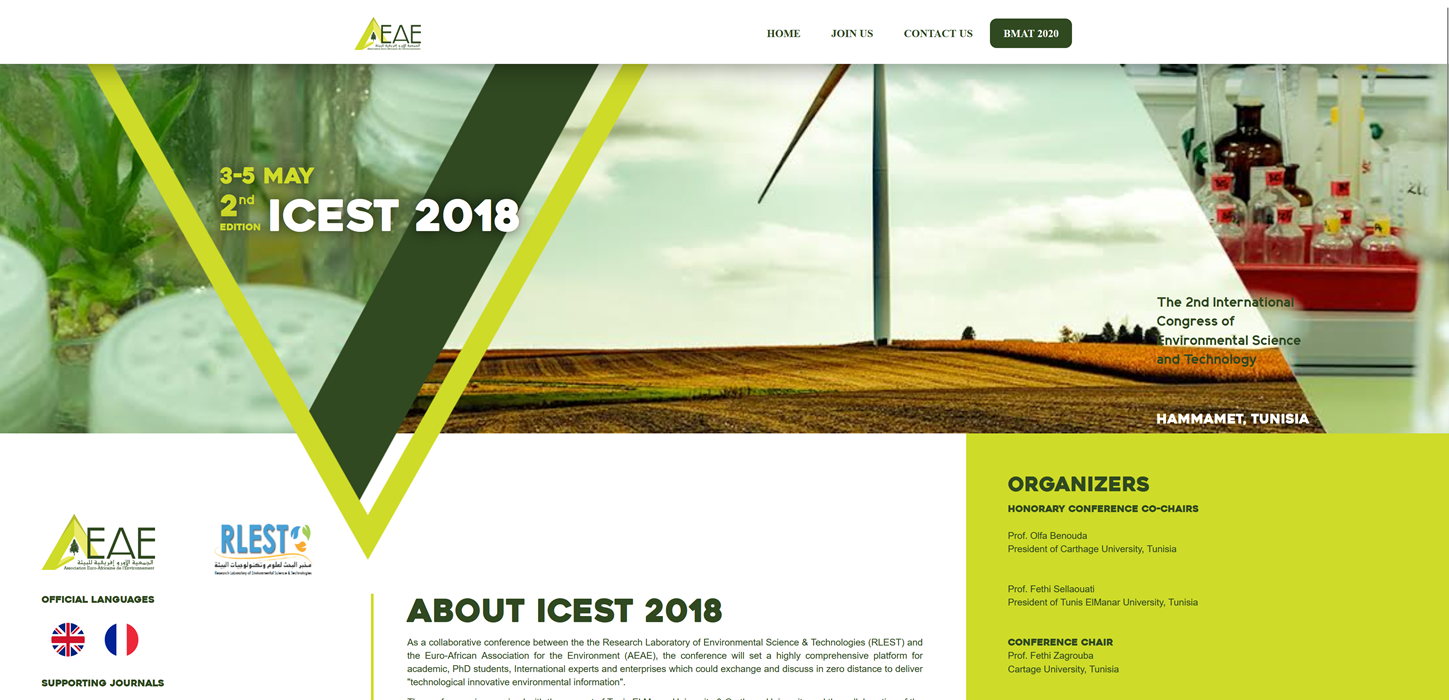 AEAE
الجمعية الأورو إفريقية للبيئة
Association Euro-Africaine de l'Environnement
HOME
JOIN US
CONTACT US
BMAT 2020
3-5 MAY
2nd
EDITION
ICEST 2018
The 2nd International
Congress of
Environmental Science
and Technology
HAMMAMET, TUNISIA
AEAE
الجمعية الأورو إفريقية للبيئة
Association Euro-Africaine de l'Environnement
RLEST
مخبر البحث لعلوم وتكنولوجيات البيئة
Research Laboratory of Environmental Science & Technologies
OFFICIAL LANGUAGES
SUPPORTING JOURNALS
ABOUT ICEST 2018
As a collaborative conference between the the Research Laboratory of Environmental Science & Technologies (RLEST) and
the Euro-African Association for the Environment (AEAE), the conference will set a highly comprehensive platform for
academic, PhD students, International experts and enterprises which could exchange and discuss in zero distance to deliver
"technological innovative environmental information".
ORGANIZERS
HONORARY CONFERENCE CO-CHAIRS
Prof. Olfa Benouda
President of Carthage University, Tunisia
Prof. Fethi Sellaouati
President of Tunis ElManar University, Tunisia
CONFERENCE CHAIR
Prof. Fethi Zagrouba
Cartage University, Tunisia